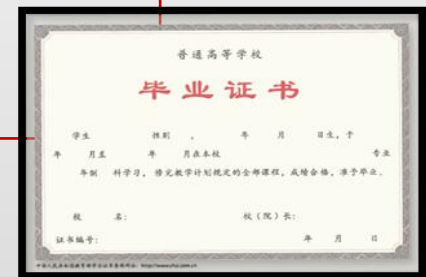 普通高等学校
毕业证书
学生 性别 , 年 月 日生,于
年 月至 年 月在本校 专业
年制 科学习,修完教学计划规定的全部课程,成绩合格,准予毕业。
校 名: 校(院)长:
证书编号: 年 月 日